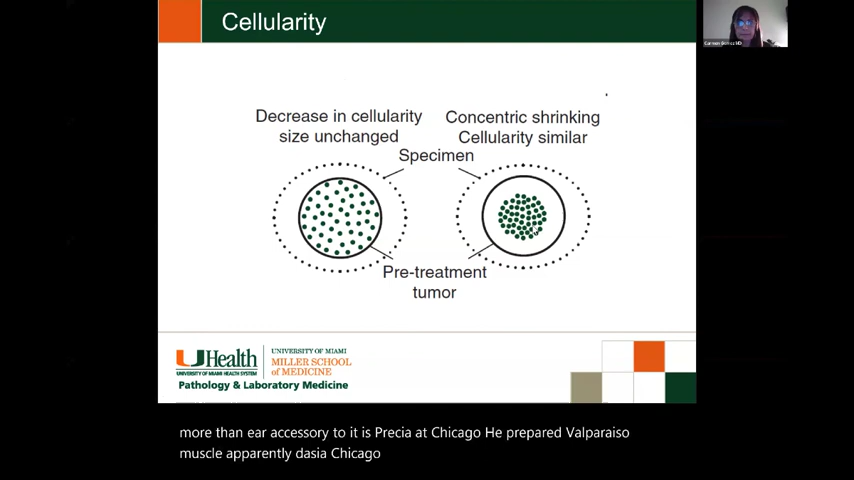 Cellularity
Decrease in cellularity
size unchanged
Concentric shrinking
Cellularity similar
Specimen
Pre-treatment
tumor
UHealth
UNIVERSITY OF MIAMI HEALTH SYSTEM
UNIVERSITY OF MIAMI
MILLER SCHOOL
of MEDICINE
Pathology & Laboratory Medicine
more than ear accessory to it is Precia at Chicago He prepared Valparaiso
muscle apparently dasia Chicago